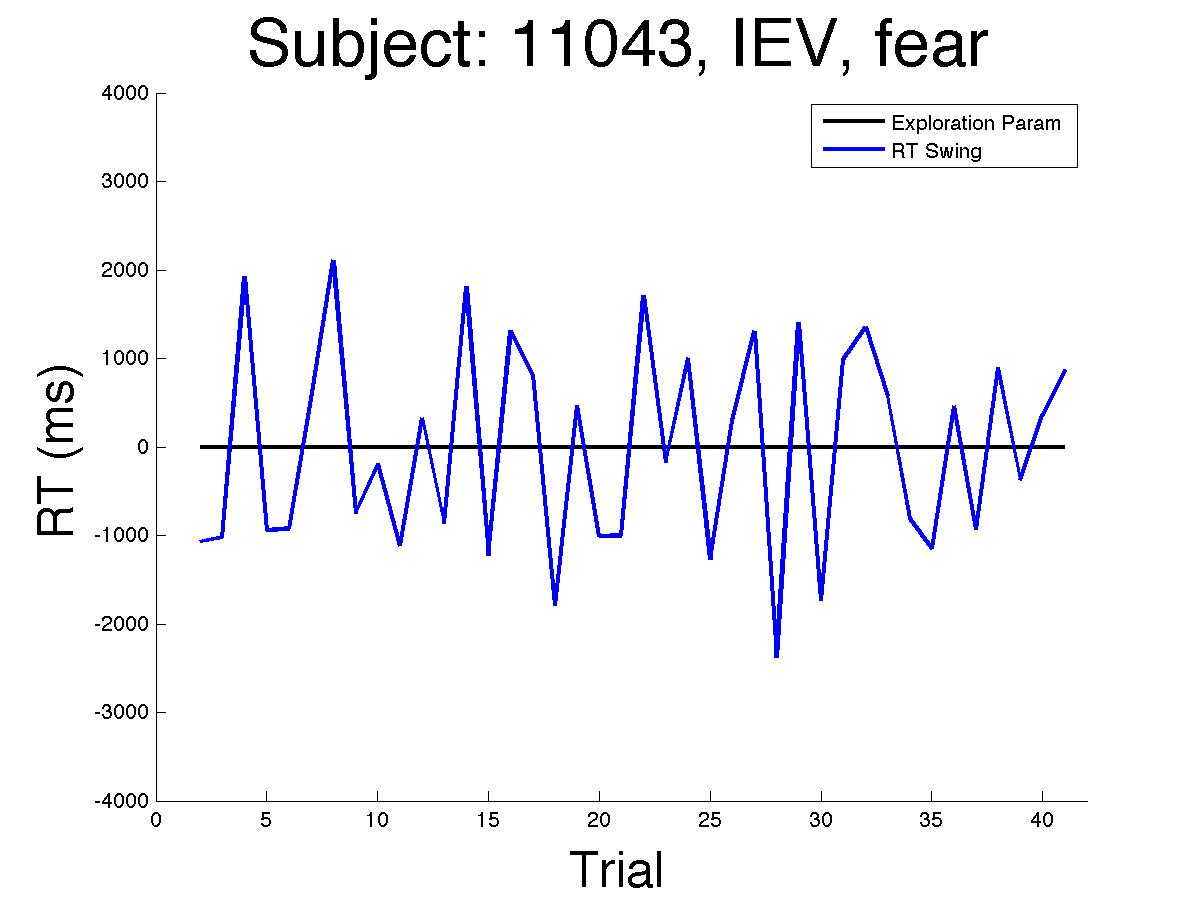 Subject: 11043, IEV, fear
4000
3000
2000
1000
0
-1000
-2000
-3000
-4000
RT (ms)
Exploration Param
RT Swing
0 5 10 15 20 25 30 35 40
Trial